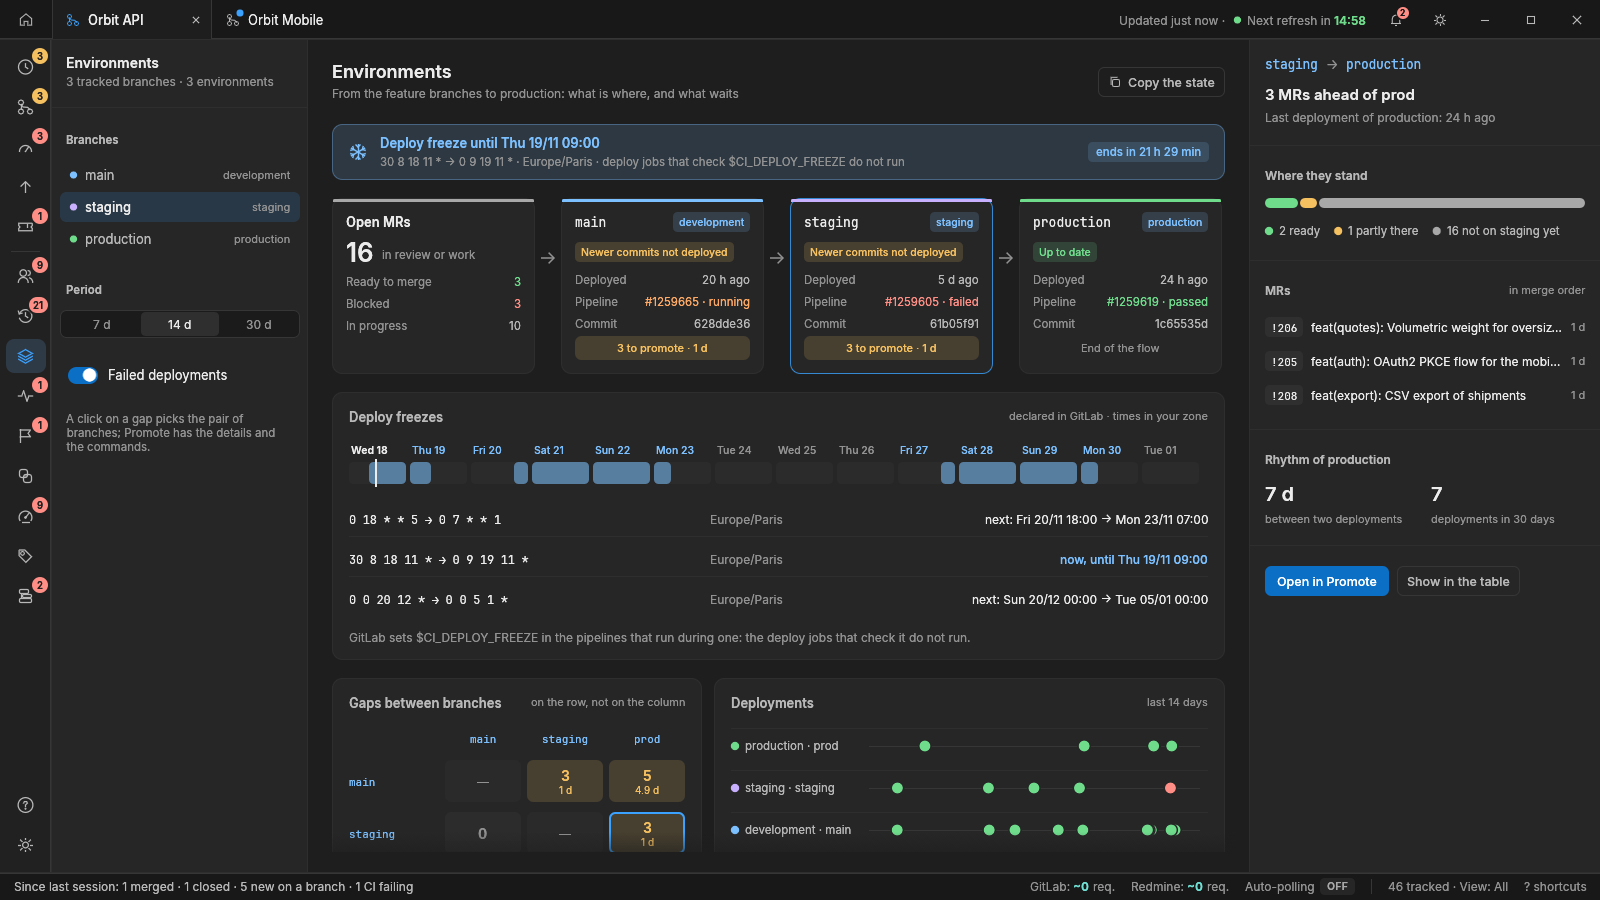 Orbit API
Orbit Mobile
Updated just now ·
Next refresh in 14:58
2
3
3
3
1
9
21
1
1
9
2
Environments
3 tracked branches · 3 environments
Branches
main
development
staging
staging
production
production
Period
7 d
14 d
30 d
Failed deployments
A click on a gap picks the pair of
branches; Promote has the details and
the commands.
Environments
From the feature branches to production: what is where, and what waits
Copy the state
Deploy freeze until Thu 19/11 09:00
30 8 18 11 * → 0 9 19 11 * · Europe/Paris · deploy jobs that check $CI_DEPLOY_FREEZE do not run
ends in 21 h 29 min
Open MRs
16 in review or work
Ready to merge 3
Blocked 3
In progress 10
main
development
Newer commits not deployed
Deployed 20 h ago
Pipeline #1259665 · running
Commit 628dde36
3 to promote · 1 d
staging
staging
Newer commits not deployed
Deployed 5 d ago
Pipeline #1259605 · failed
Commit 61b05f91
3 to promote · 1 d
production
production
Up to date
Deployed 24 h ago
Pipeline #1259619 · passed
Commit 1c65535d
End of the flow
Deploy freezes
declared in GitLab · times in your zone
Wed 18 Thu 19 Fri 20 Sat 21 Sun 22 Mon 23 Tue 24 Wed 25 Thu 26 Fri 27 Sat 28 Sun 29 Mon 30 Tue 01
0 18 * * 5 → 0 7 * * 1 Europe/Paris next: Fri 20/11 18:00 → Mon 23/11 07:00
30 8 18 11 * → 0 9 19 11 * Europe/Paris now, until Thu 19/11 09:00
0 0 20 12 * → 0 0 5 1 * Europe/Paris next: Sun 20/12 00:00 → Tue 05/01 00:00
GitLab sets $CI_DEPLOY_FREEZE in the pipelines that run during one: the deploy jobs that check it do not run.
Gaps between branches
on the row, not on the column
main staging prod
main — 3 5
1 d 4.9 d
staging 0 — 3
1 d
Deployments
last 14 days
production · prod
staging · staging
development · main
staging → production
3 MRs ahead of prod
Last deployment of production: 24 h ago
Where they stand
2 ready 1 partly there 16 not on staging yet
MRs
in merge order
!206 feat(quotes): Volumetric weight for oversiz... 1 d
!205 feat(auth): OAuth2 PKCE flow for the mobi... 1 d
!208 feat(export): CSV export of shipments 1 d
Rhythm of production
7 d 7
between two deployments deployments in 30 days
Open in Promote
Show in the table
Since last session: 1 merged · 1 closed · 5 new on a branch · 1 CI failing
GitLab: ~0 req. Redmine: ~0 req. Auto-polling OFF 46 tracked · View: All ? shortcuts